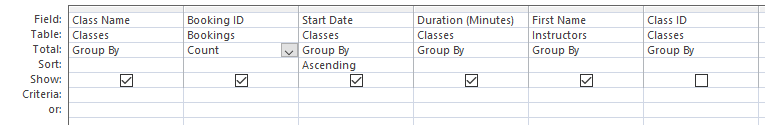 Field: Class Name Booking ID Start Date Duration (Minutes) First Name Class ID
Table: Classes Bookings Classes Classes Instructors Classes
Total: Group By Count Group By Group By Group By Group By
Sort: Ascending
Show:
Criteria:
or: